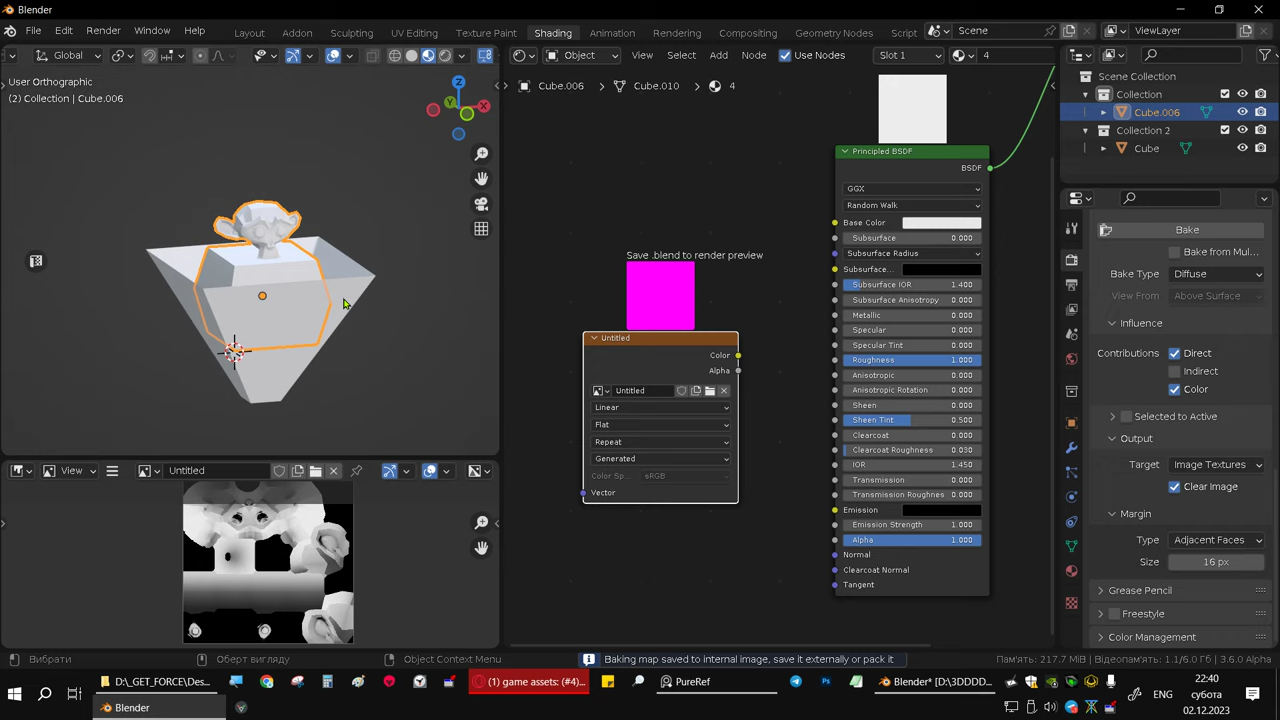 Blender
File
Edit
Render
Window
Help
Layout
Modeling
Sculpting
UV Editing
Texture Paint
Shading
Animation
Rendering
Compositing
Geometry Nodes
Scripting
Scene
ViewLayer
Global
Object
View
Select
Add
Node
Use Nodes
Slot 1
4
User Orthographic
(2) Collection | Cube.006
Z
Y
X
Cube.006
Cube.010
4
Scene Collection
Collection
Cube.006
Collection 2
Cube
Principled BSDF
BSDF
GGX
Random Walk
Base Color
Subsurface 0.000
Subsurface Radius
Subsurface...
Subsurface IOR 1.400
Subsurface Anisotropy 0.000
Metallic 0.000
Specular 0.000
Specular Tint 0.000
Roughness 1.000
Anisotropic 0.000
Anisotropic Rotation 0.000
Sheen 0.000
Sheen Tint 0.500
Clearcoat 0.000
Clearcoat Roughness 0.030
IOR 1.450
Transmission 0.000
Transmission Roughnes 0.000
Emission
Emission Strength 1.000
Alpha 1.000
Normal
Clearcoat Normal
Tangent
Save .blend to render preview
Untitled
Color
Alpha
Untitled
Linear
Flat
Repeat
Generated
Color Sp... sRGB
Vector
Bake
Bake from Mul...
Bake Type Diffuse
View From Above Surface
Influence
Contributions Direct
Indirect
Color
Selected to Active
Output
Target Image Textures
Clear Image
Margin
Type Adjacent Faces
Size 16 px
Grease Pencil
Freestyle
Color Management
View
Untitled
Вибрати
Оберт вигляду
Object Context Menu
Baking map saved to internal image, save it externally or pack it
Пам'ять: 217.7 MiB | Відеопам'ять: 1.1/6.0 Гі | 3.6.0 Alpha
D:\_GET_FORCE\Des...
(1) game assets: (#4)...
PureRef
Blender* [D:\3DDDD...
Blender
ENG
22:40
субота
02.12.2023